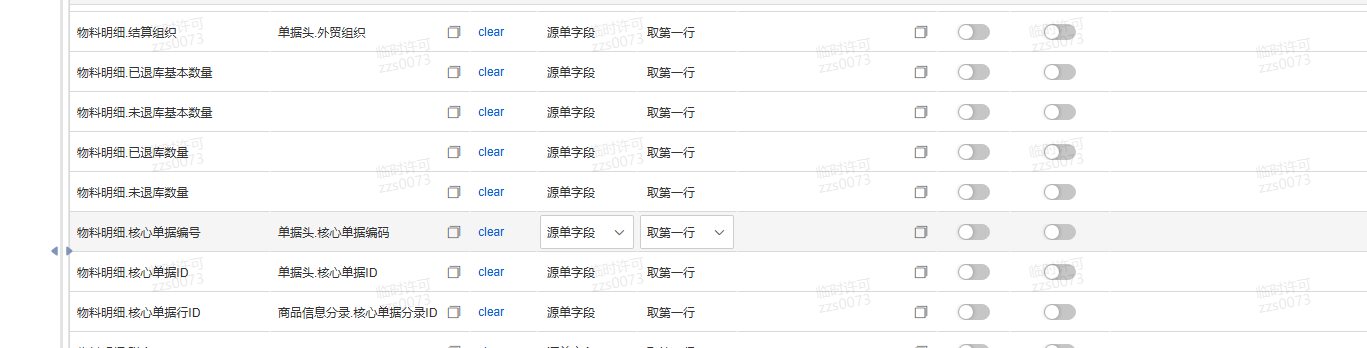 物料明细.结算组织 单据头.外贸组织 clear 源单字段 取第一行
物料明细.已退库基本数量 clear 源单字段 取第一行
物料明细.未退库基本数量 clear 源单字段 取第一行
物料明细.已退库数量 clear 源单字段 取第一行
物料明细.未退库数量 clear 源单字段 取第一行
物料明细.核心单据编号 单据头.核心单据编码 clear 源单字段 取第一行
物料明细.核心单据ID 单据头.核心单据ID clear 源单字段 取第一行
物料明细.核心单据行ID 商品信息分录.核心单据分录ID clear 源单字段 取第一行
临时许可
zzs0073